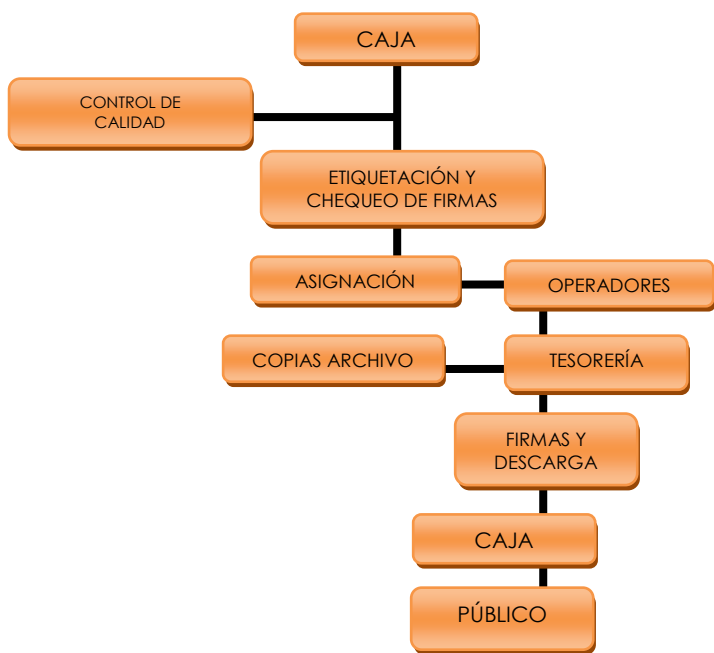 CAJA
CONTROL DE
CALIDAD
ETIQUETACIÓN Y
CHEQUEO DE FIRMAS
ASIGNACIÓN
OPERADORES
COPIAS ARCHIVO
TESORERÍA
FIRMAS Y
DESCARGA
CAJA
PÚBLICO